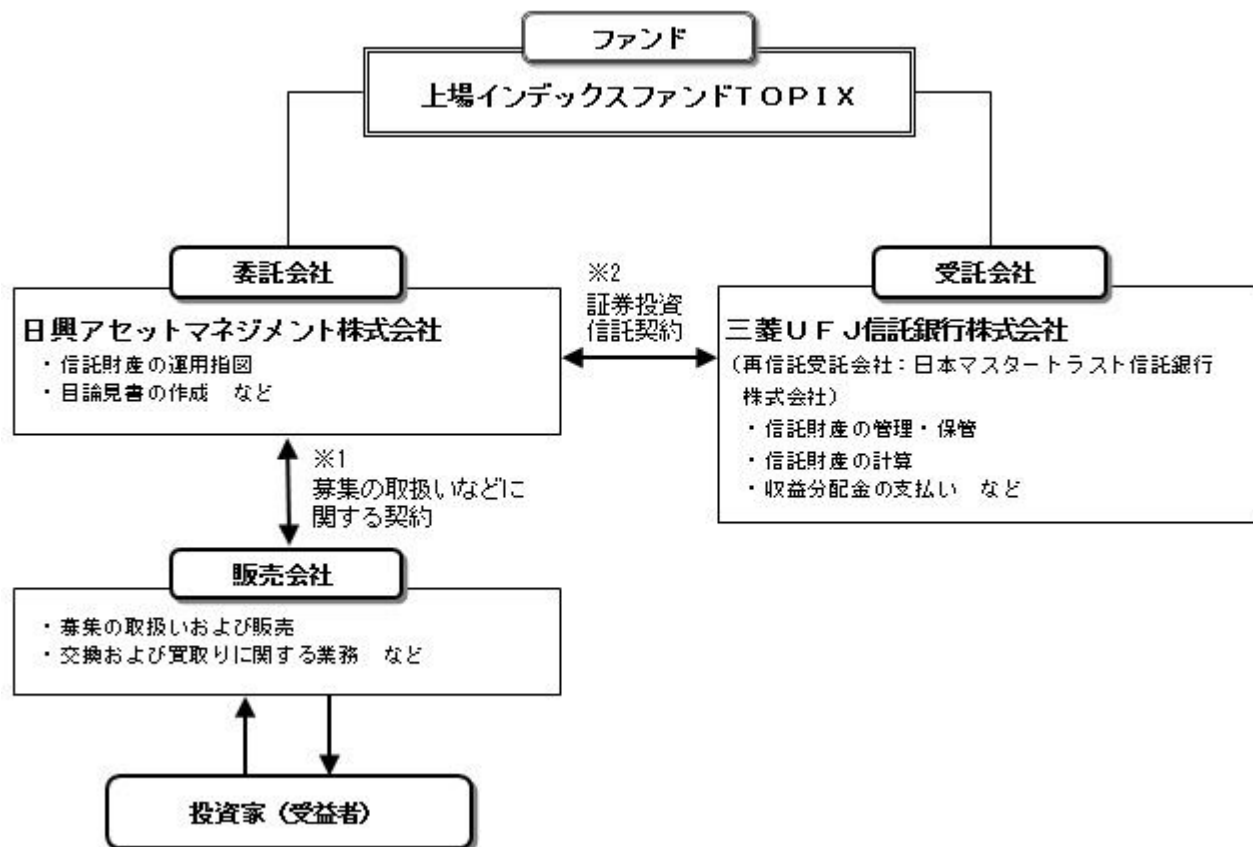 ファンド
上場インデックスファンドTOPIX
委託会社
日興アセットマネジメント株式会社
・信託財産の運用指図
・目論見書の作成　など
※2
証券投資
信託契約
受託会社
三菱UFJ信託銀行株式会社
(再信託受託会社:日本マスタートラスト信託銀行
株式会社)
・信託財産の管理・保管
・信託財産の計算
・収益分配金の支払い　など
※1
募集の取扱いなどに
関する契約
販売会社
・募集の取扱いおよび販売
・交換および買取りに関する業務　など
投資家(受益者)